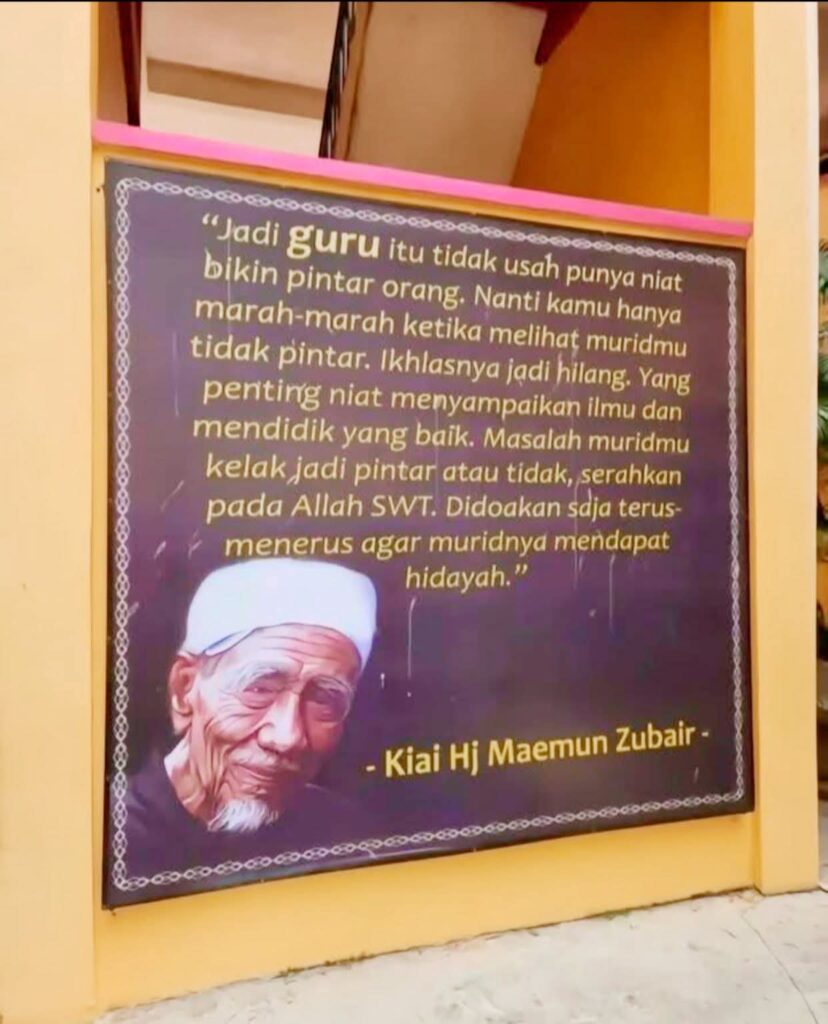 “Jadi guru itu tidak usah punya niat
bikin pintar orang. Nanti kamu hanya
marah-marah ketika melihat muridmu
tidak pintar. Ikhlasnya jadi hilang. Yang
penting niat menyampaikan ilmu dan
mendidik yang baik. Masalah muridmu
kelak jadi pintar atau tidak, serahkan
pada Allah SWT. Didoakan saja terus-
menerus agar muridnya mendapat
hidayah.”
- Kiai Hj Maemun Zubair -